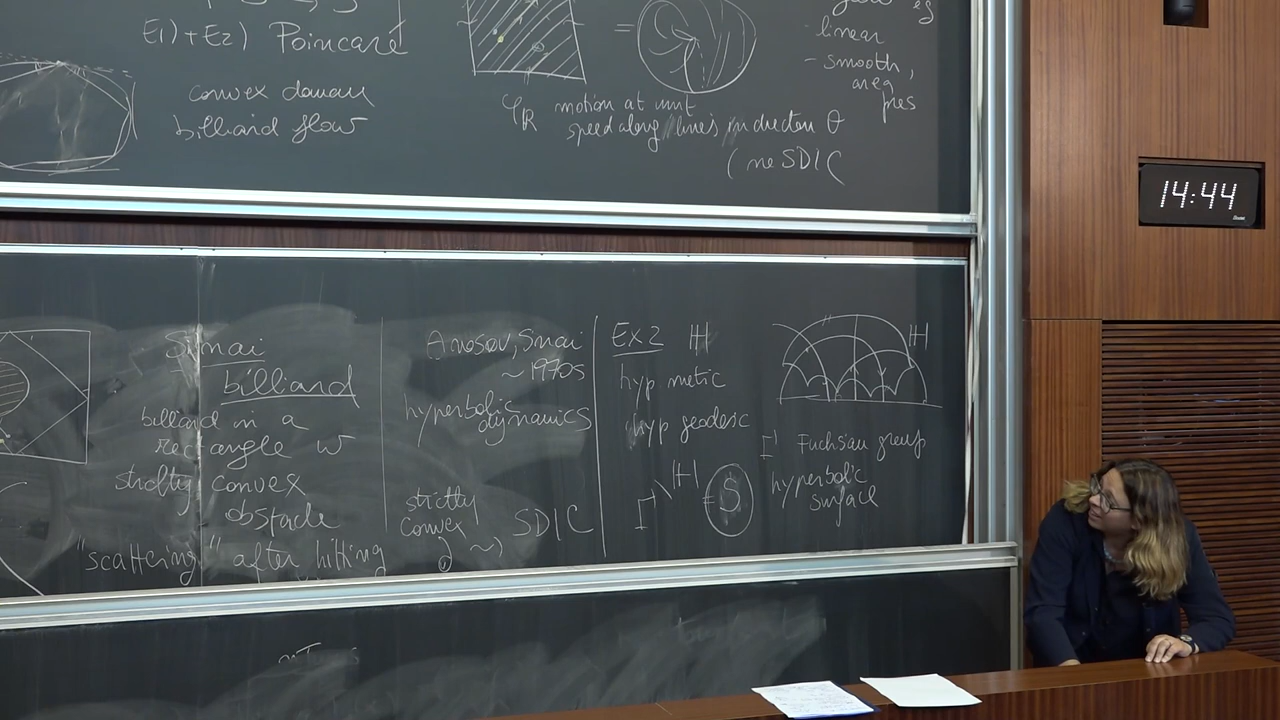 E1) + E2) Poincaré
convex domain
billiard flow
=
φℝ motion at unit
speed along lines in direction θ
(no SDIC
- linear
- smooth,
area
pres
14:44
Sinai
billiard
billiard in a
rectangle w
strictly convex
obstacle
"scattering" after hitting
Anosov, Sinai
~ 1970s
hyperbolic
dynamics
strictly
convex
∂ ~) SDIC
Ex 2 ℍ
hyp metric
hyp geodesic
Γ\ℍ = S
ℍ
Γ Fuchsian group
hyperbolic
surface